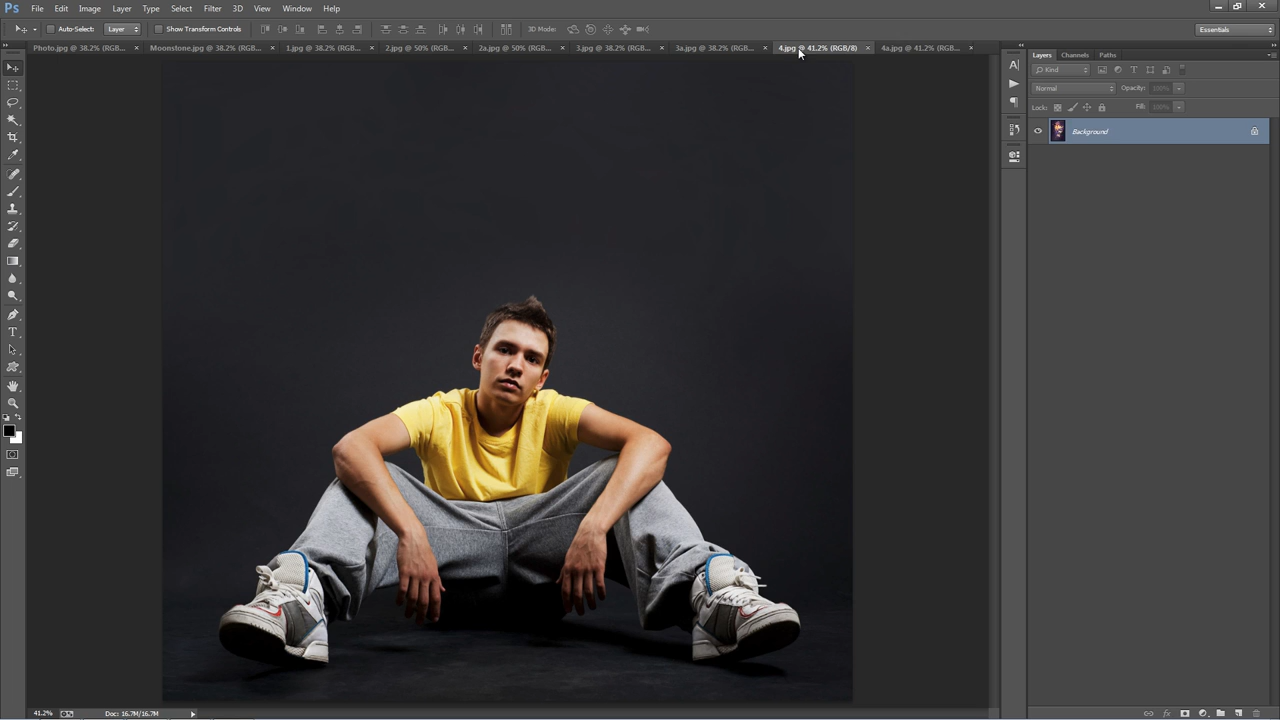 Ps File Edit Image Layer Type Select Filter 3D View Window Help
Auto-Select: Layer Show Transform Controls 3D Mode: Essentials
Photo.jpg @ 38.2% (RGB... × Moonstone.jpg @ 38.2% (RGB... × 1.jpg @ 38.2% (RGB... × 2.jpg @ 50% (RGB... × 2a.jpg @ 50% (RGB... × 3.jpg @ 38.2% (RGB... × 3a.jpg @ 38.2% (RGB... × 4.jpg @ 41.2% (RGB/8) × 4a.jpg @ 41.2% (RGB... ×
Layers Channels Paths
Kind
Normal Opacity: 100%
Lock: Fill: 100%
Background
41.2% Doc: 16.7M/16.7M